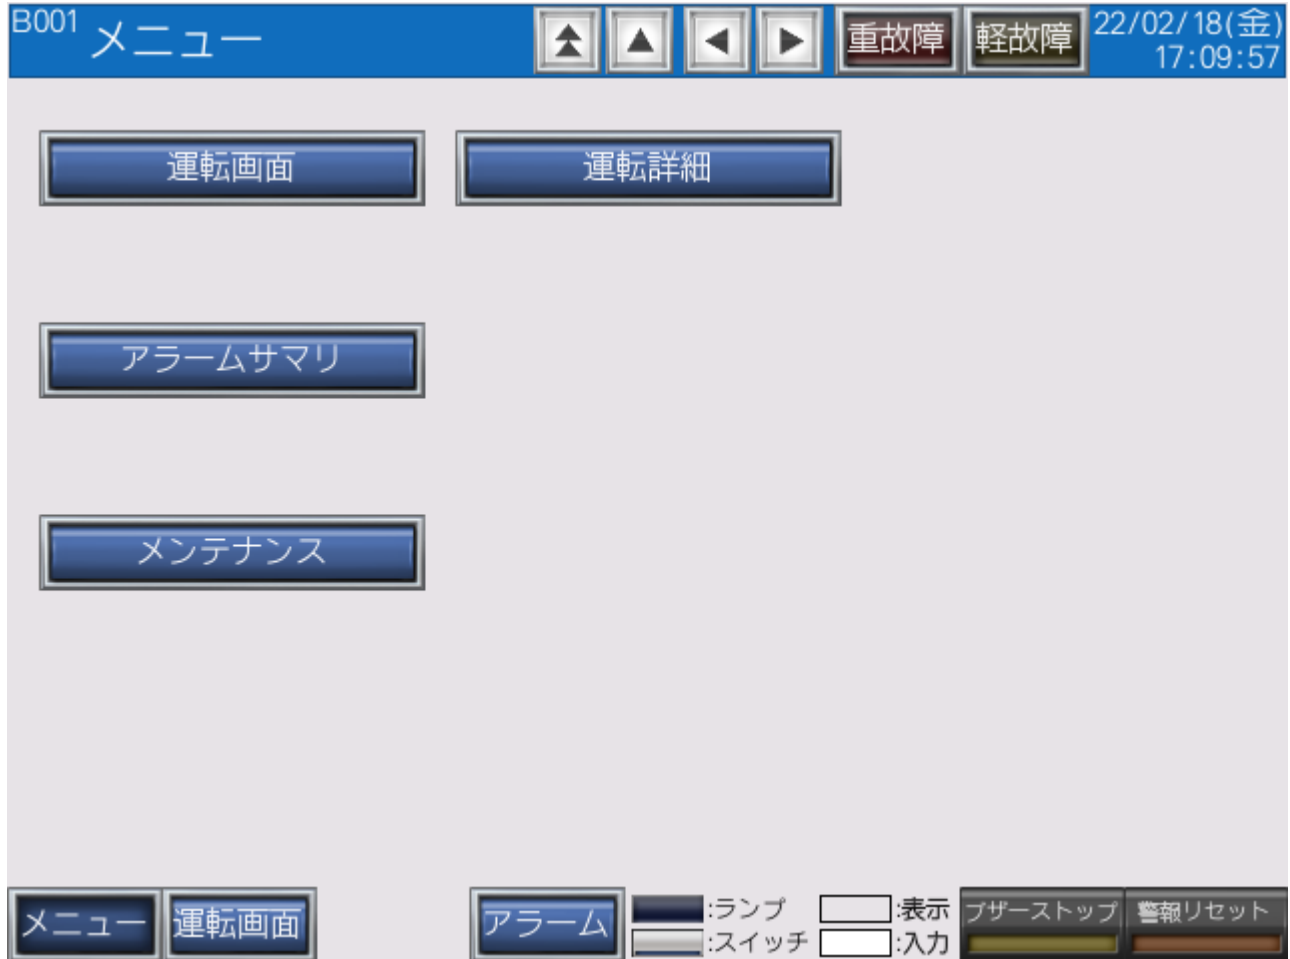 B001 メニュー
重故障
軽故障
22/02/18(金)
17:09:57
運転画面
運転詳細
アラームサマリ
メンテナンス
メニュー
運転画面
アラーム
:ランプ
:表示
:スイッチ
:入力
ブザーストップ
警報リセット